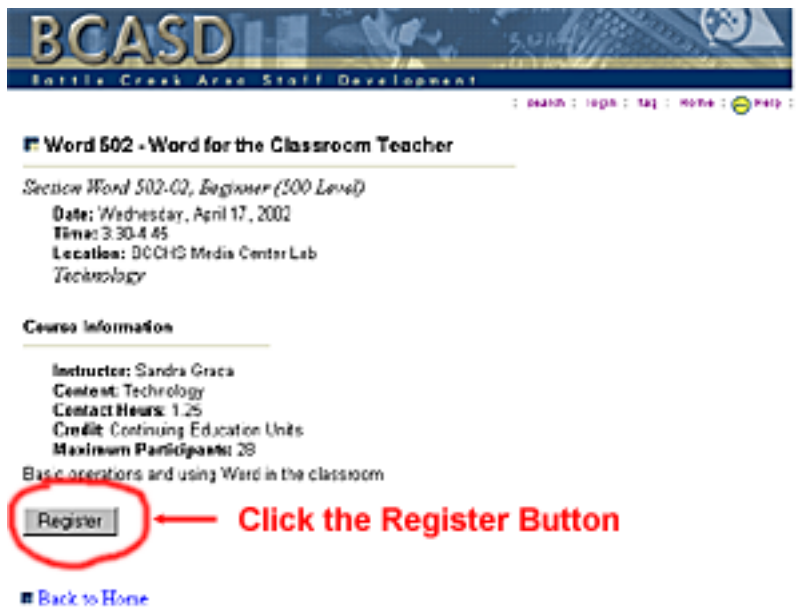 BCASD
Battle Creek Area Staff Development
: search : login : faq : Home : Help :
Word 502 - Word for the Classroom Teacher
Section Word 502-02, Beginner (500 Level)
Date: Wednesday, April 17, 2002
Time: 3:30-4:45
Location: BCCHS Media Center Lab
Technology
Course Information
Instructor: Sandra Graca
Content: Technology
Contact Hours: 1.25
Credit: Continuing Education Units
Maximum Participants: 28
Basic operations and using Word in the classroom
Register
Click the Register Button
Back to Home